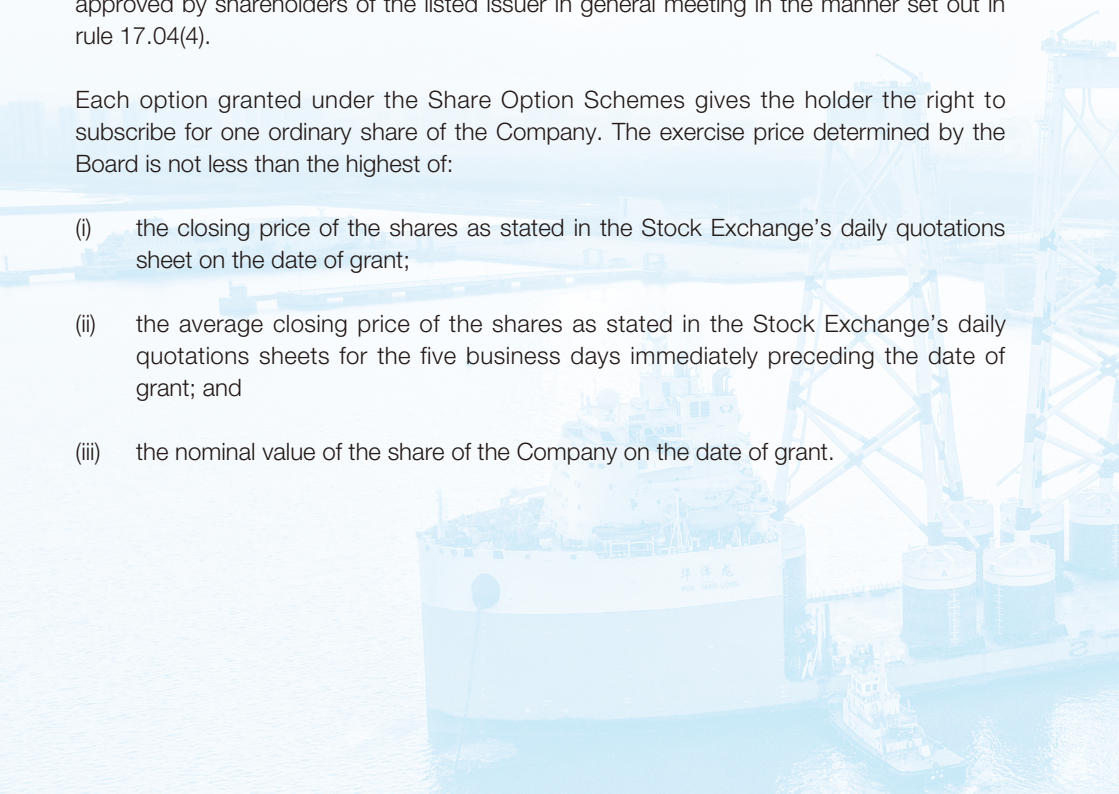 approved by shareholders of the listed issuer in general meeting in the manner set out in
rule 17.04(4).
Each option granted under the Share Option Schemes gives the holder the right to
subscribe for one ordinary share of the Company. The exercise price determined by the
Board is not less than the highest of:
(i) the closing price of the shares as stated in the Stock Exchange’s daily quotations
sheet on the date of grant;
(ii) the average closing price of the shares as stated in the Stock Exchange’s daily
quotations sheets for the five business days immediately preceding the date of
grant; and
(iii) the nominal value of the share of the Company on the date of grant.
华洋龙
HUA YANG LONG